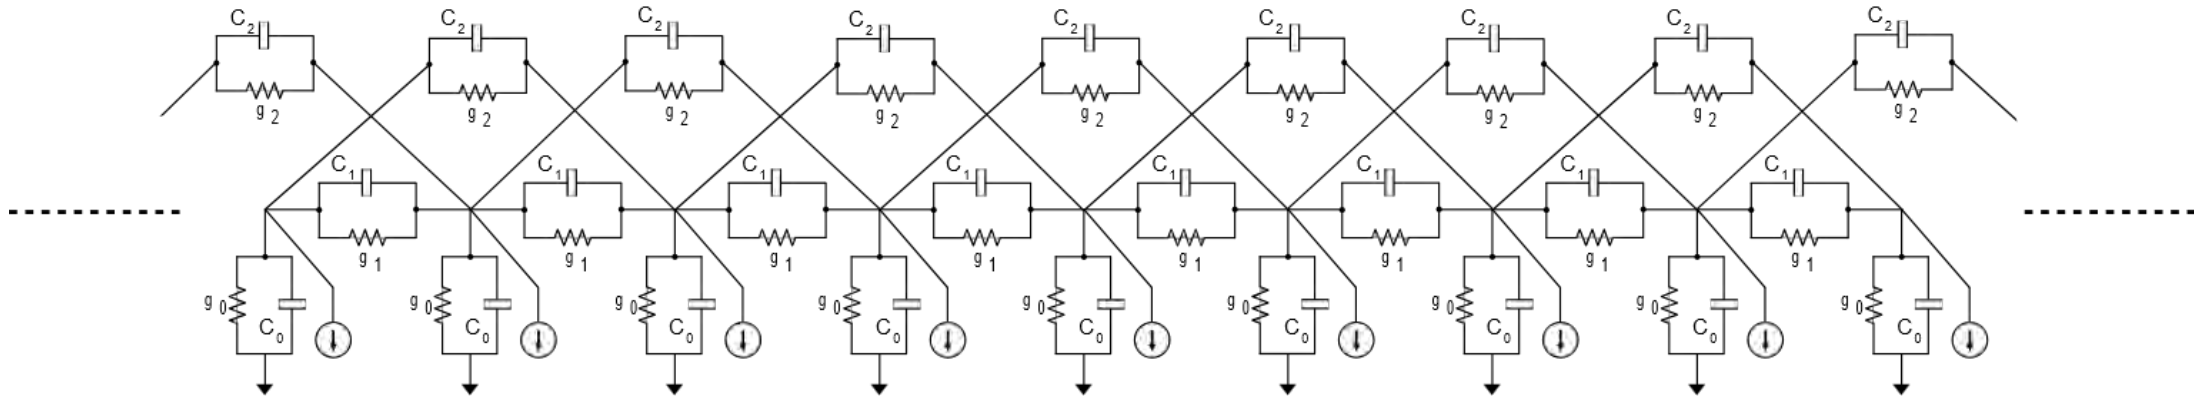 C2 C2 C2 C2 C2 C2 C2 C2 C2
g2 g2 g2 g2 g2 g2 g2 g2 g2
C1 C1 C1 C1 C1 C1 C1 C1
g1 g1 g1 g1 g1 g1 g1 g1
g0 g0 g0 g0 g0 g0 g0 g0 g0
C0 C0 C0 C0 C0 C0 C0 C0 C0